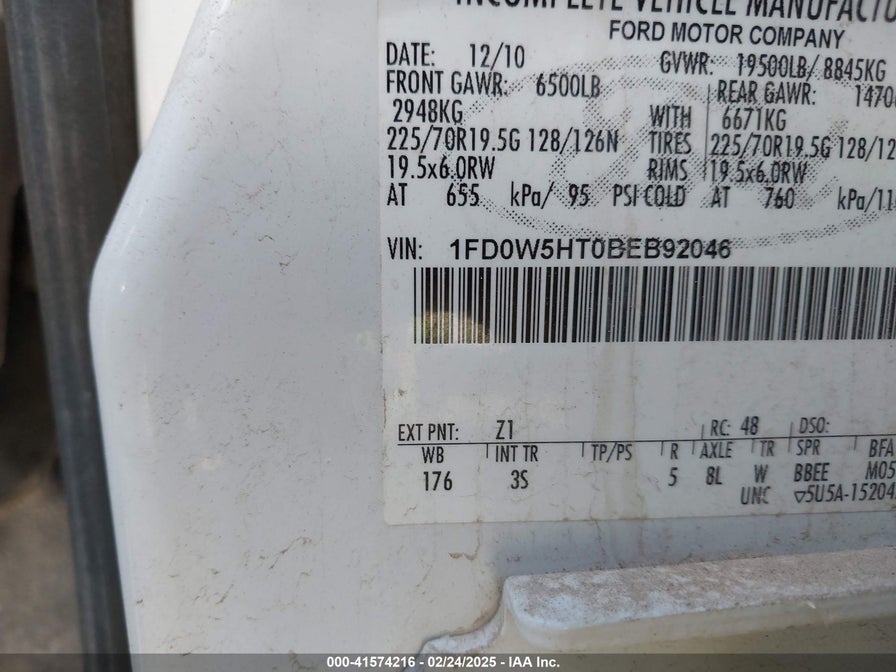 INCOMPLETE VEHICLE MANUFACTU
FORD MOTOR COMPANY
DATE: 12/10 GVWR: 19500LB/ 8845KG
FRONT GAWR: 6500LB REAR GAWR: 1470
2948KG WITH 6671KG
225/70R19.5G 128/126N TIRES 225/70R19.5G 128/12
19.5x6.0RW RIMS 19.5x6.0RW
AT 655 kPa/ 95 PSI COLD AT 760 kPa/11
VIN: 1FD0W5HT0BEB92046
EXT PNT: Z1 RC: 48 DSO:
WB INT TR TP/PS R AXLE TR SPR BFA
176 3S 5 8L W BBEE M05
UNC ▽5U5A-15204
000-41574216 - 02/24/2025 - IAA Inc.